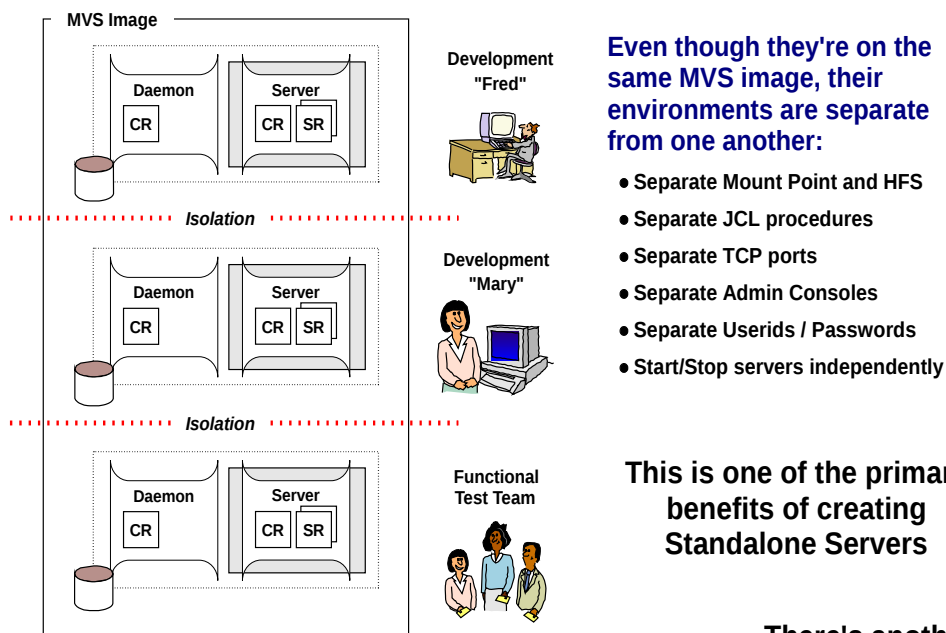 MVS Image
Daemon
CR
Server
CR SR
Development
"Fred"
Isolation
Daemon
CR
Server
CR SR
Development
"Mary"
Isolation
Daemon
CR
Server
CR SR
Functional
Test Team
Even though they're on the
same MVS image, their
environments are separate
from one another:
• Separate Mount Point and HFS
• Separate JCL procedures
• Separate TCP ports
• Separate Admin Consoles
• Separate Userids / Passwords
• Start/Stop servers independently
This is one of the
benefits of creating
Standalone Servers
There's